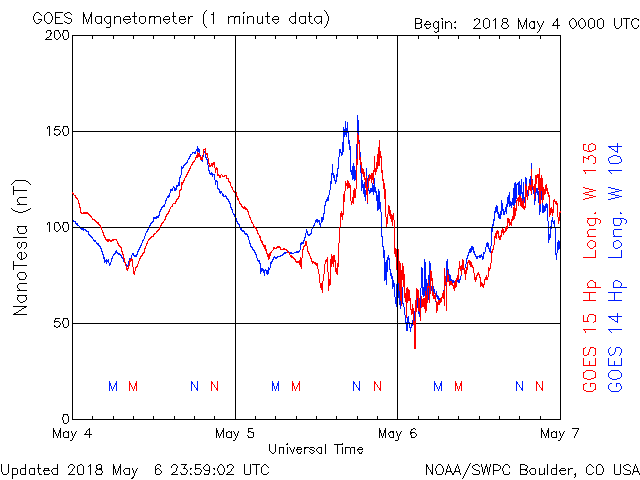 GOES Magnetometer (1 minute data)
Begin: 2018 May 4 0000 UTC
200
150
100
50
0
NanoTesla (nT)
M M N N M M N N M M N N
May 4 May 5 May 6 May 7
Universal Time
GOES 15 Hp Long. W 136
GOES 14 Hp Long. W 104
Updated 2018 May 6 23:59:02 UTC
NOAA/SWPC Boulder, CO USA